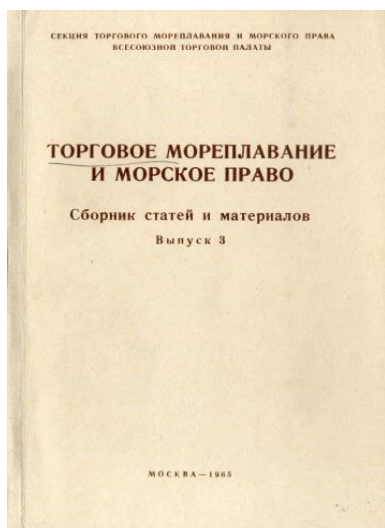 СЕКЦИЯ ТОРГОВОГО МОРЕПЛАВАНИЯ И МОРСКОГО ПРАВА
ВСЕСОЮЗНОЙ ТОРГОВОЙ ПАЛАТЫ
ТОРГОВОЕ МОРЕПЛАВАНИЕ
И МОРСКОЕ ПРАВО
Сборник статей и материалов
Выпуск 3
МОСКВА—1965